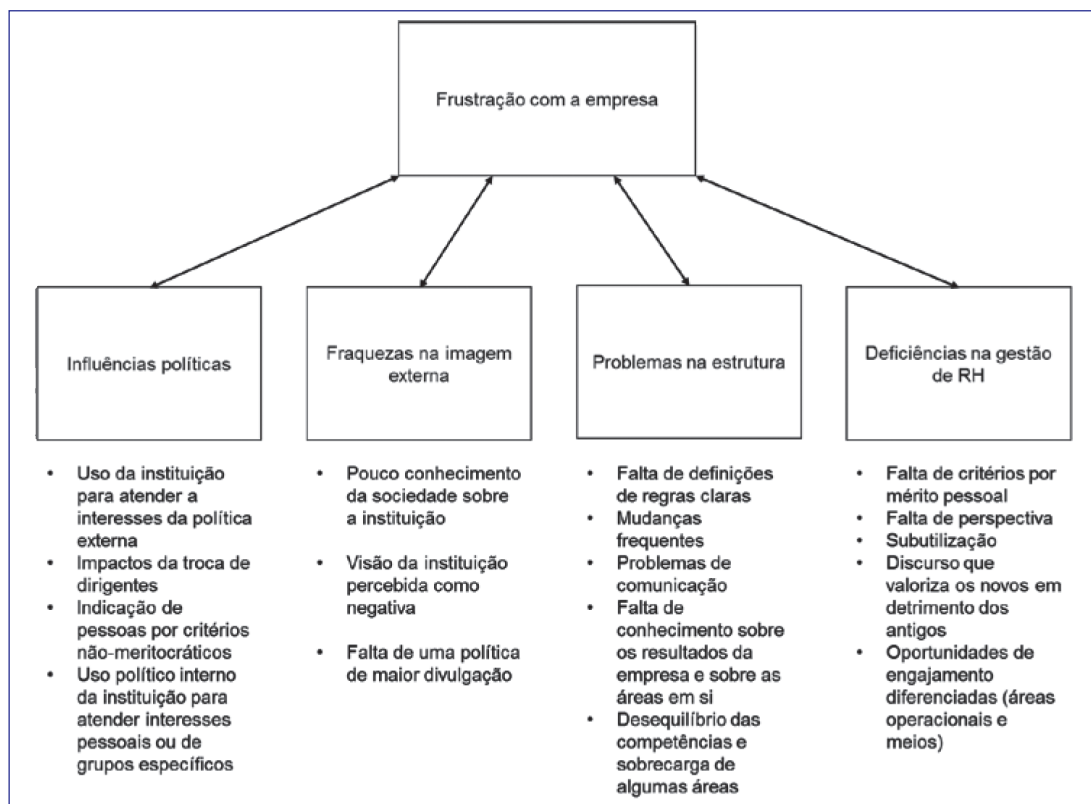 Frustração com a empresa
Influências políticas
Fraquezas na imagem
externa
Problemas na estrutura
Deficiências na gestão
de RH
• Uso da instituição
para atender a
interesses da política
externa
• Impactos da troca de
dirigentes
• Indicação de
pessoas por critérios
não-meritocráticos
• Uso político interno
da instituição para
atender interesses
pessoais ou de
grupos específicos
• Pouco conhecimento
da sociedade sobre
a instituição
• Visão da instituição
percebida como
negativa
• Falta de uma política
de maior divulgação
• Falta de definições
de regras claras
• Mudanças
frequentes
• Problemas de
comunicação
• Falta de
conhecimento sobre
os resultados da
empresa e sobre as
áreas em si
• Desequilíbrio das
competências e
sobrecarga de
algumas áreas
• Falta de critérios por
mérito pessoal
• Falta de perspectiva
• Subutilização
• Discurso que
valoriza os novos em
detrimento dos
antigos
• Oportunidades de
engajamento
diferenciadas (áreas
operacionais e
meios)